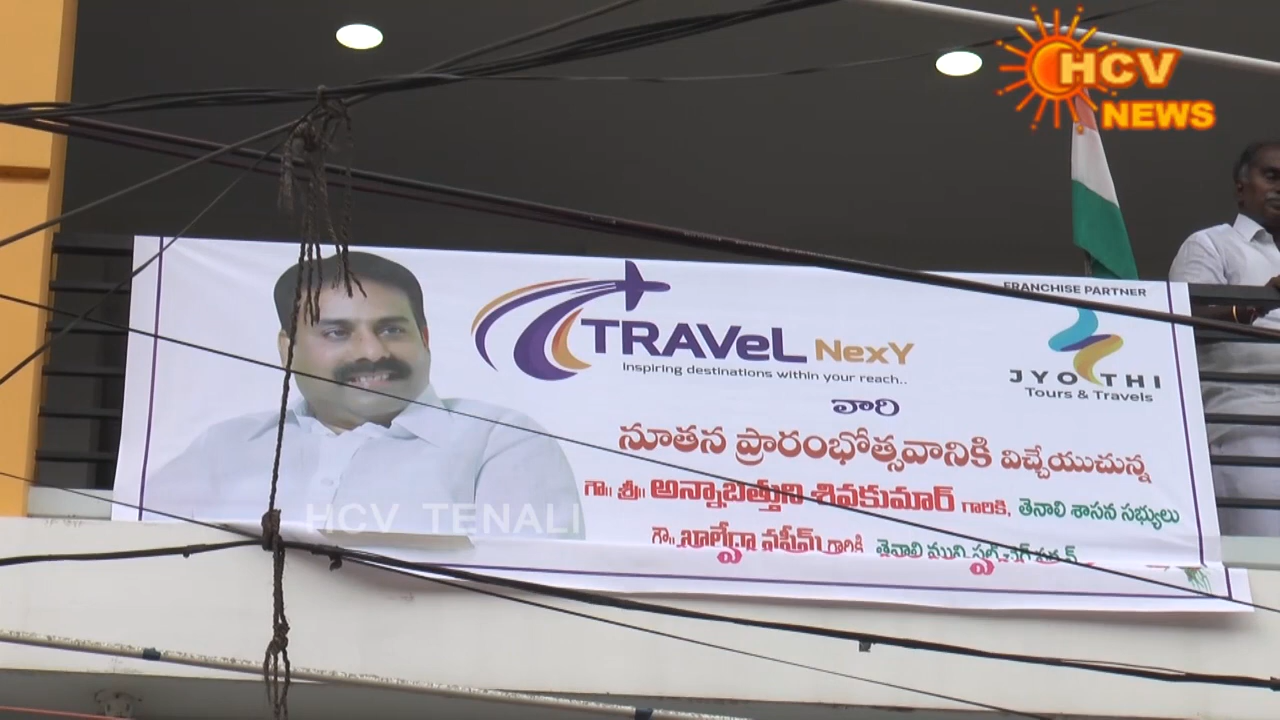 HCV
NEWS
FRANCHISE PARTNER
TRAVeL NexY
Inspiring destinations within your reach..
JYOTHI
Tours & Travels
వారి
నూతన ప్రారంభోత్సవానికి విచ్చేయుచున్న
గౌ॥ శ్రీ॥ అన్నాబత్తుని శివకుమార్ గారికి, తెనాలి శాసన సభ్యులు
గౌ॥ ఖాలేదా నసీమ్ గారికి తెనాలి
HCV TENALI